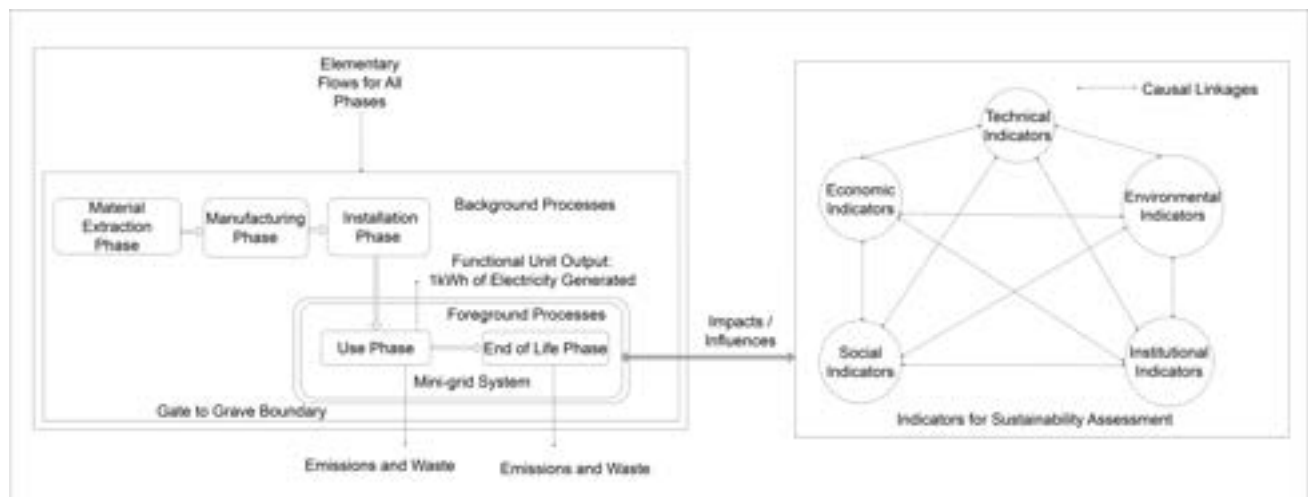 Elementary
Flows for All
Phases
Material
Extraction
Phase
Manufacturing
Phase
Installation
Phase
Background Processes
Functional Unit Output:
1kWh of Electricity Generated
Foreground Processes
Use Phase
End of Life Phase
Mini-grid System
Gate to Grave Boundary
Emissions and Waste
Emissions and Waste
Impacts /
Influences
Causal Linkages
Technical
Indicators
Economic
Indicators
Environmental
Indicators
Social
Indicators
Institutional
Indicators
Indicators for Sustainability Assessment